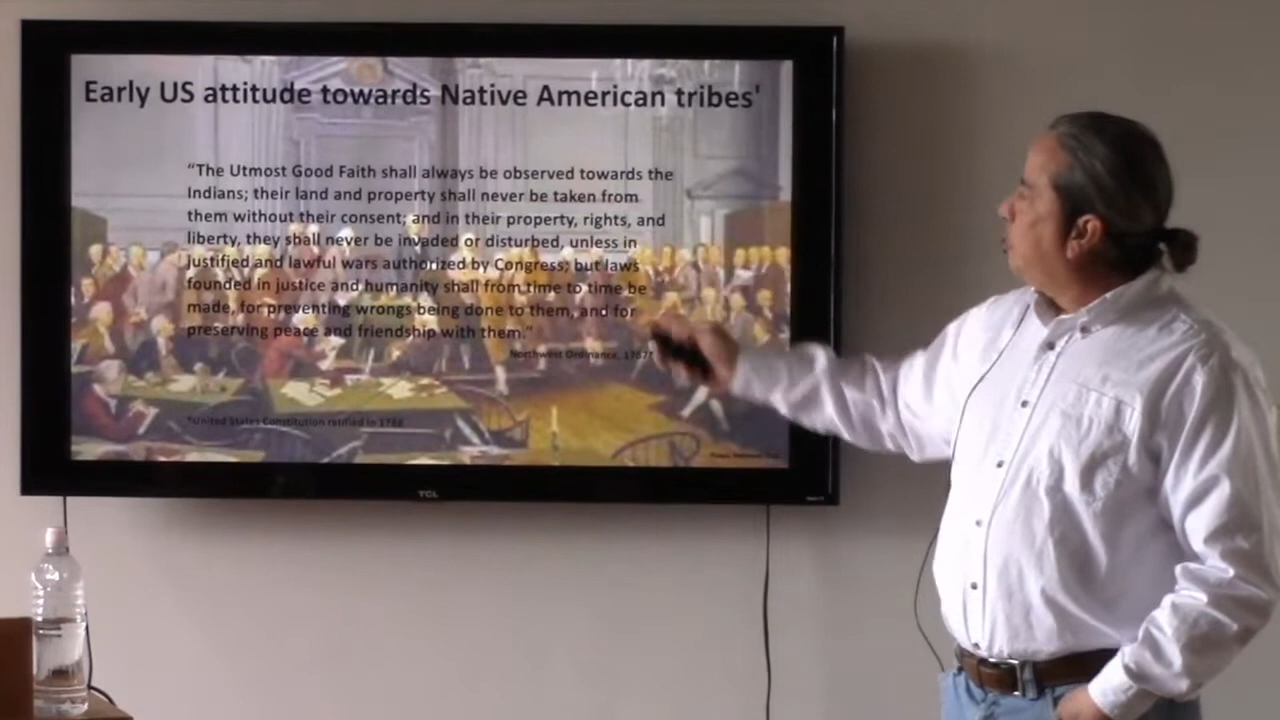 Early US attitude towards Native American tribes'
“The Utmost Good Faith shall always be observed towards the
Indians; their land and property shall never be taken from
them without their consent; and in their property, rights, and
liberty, they shall never be invaded or disturbed, unless in
justified and lawful wars authorized by Congress; but laws
founded in justice and humanity shall from time to time be
made, for preventing wrongs being done to them, and for
preserving peace and friendship with them.”
Northwest Ordinance, 1787*
*United States Constitution ratified in 1788
TCL